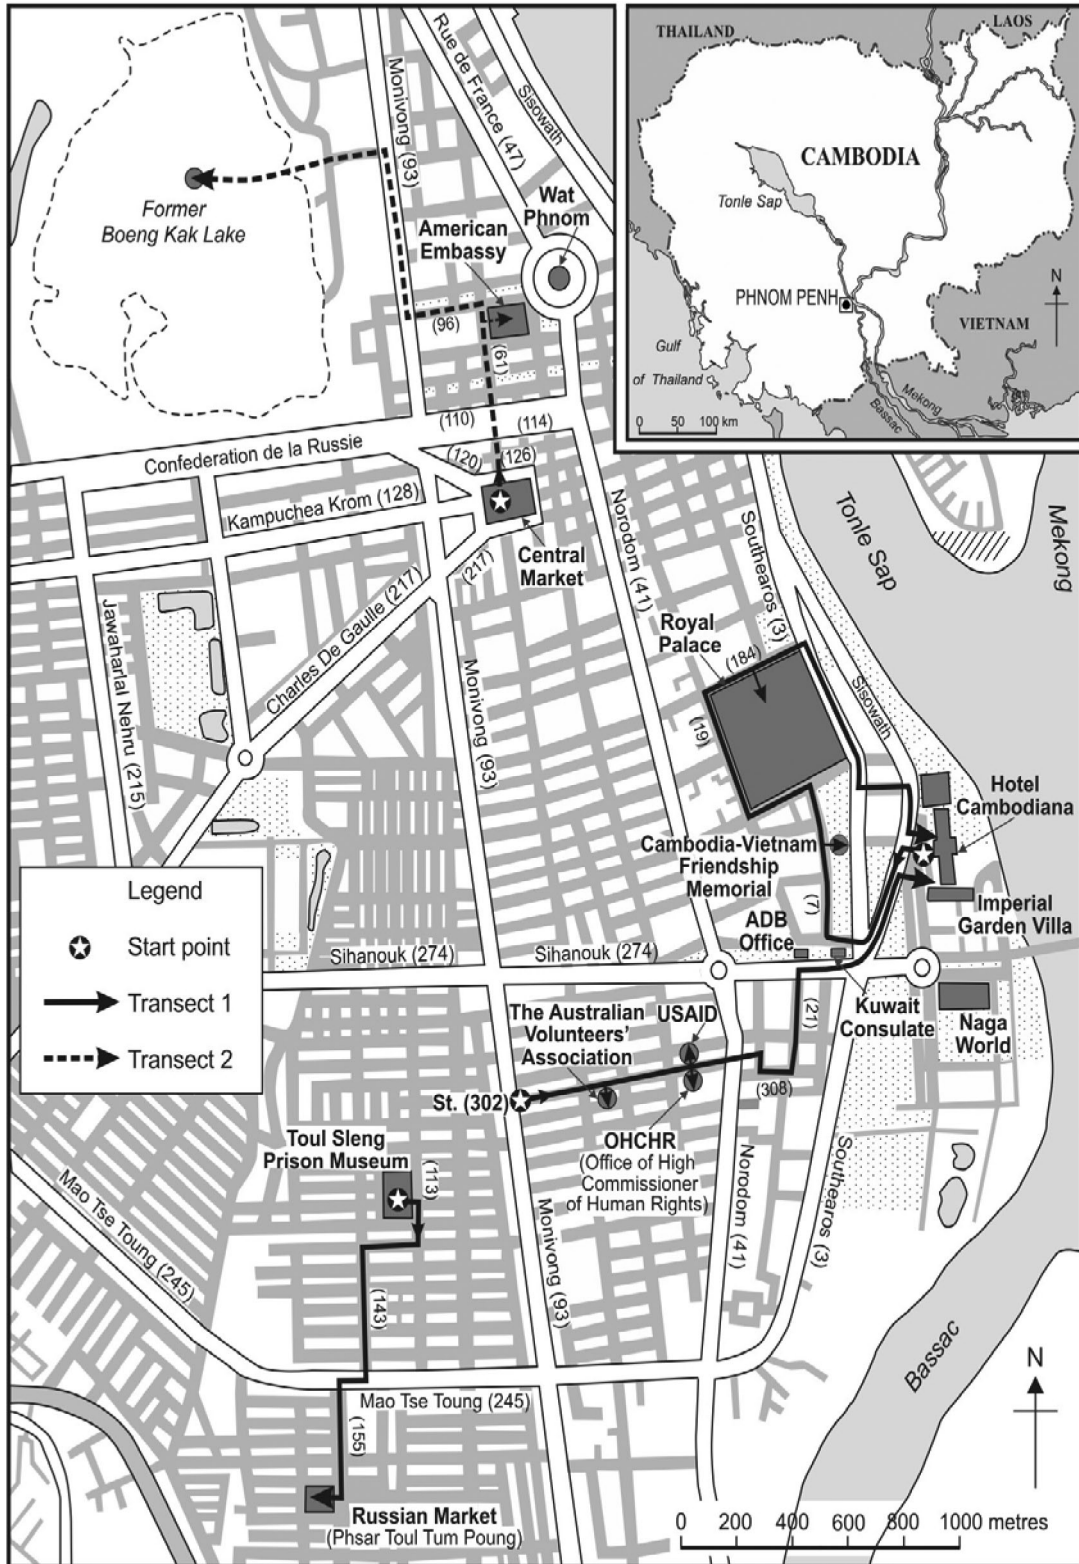 Monivong (93)
Rue de France (47)
Sisowath
Former
Boeng Kak Lake
American
Embassy
Wat
Phnom
(96)
(61)
(110)
(114)
Confederation de la Russie
(120)
(126)
Kampuchea Krom (128)
Central
Market
(217)
Charles De Gaulle (217)
Jawaharlal Nehru (215)
Monivong (93)
Norodom (41)
Southearos (3)
Tonle Sap
Mekong
Royal
Palace
(184)
(19)
Sisowath
Hotel
Cambodiana
Cambodia-Vietnam
Friendship
Memorial
(7)
ADB
Office
Imperial
Garden Villa
Sihanouk (274)
Sihanouk (274)
Kuwait
Consulate
Naga
World
The Australian
Volunteers'
Association
USAID
(21)
(308)
St. (302)
OHCHR
(Office of High
Commissioner
of Human Rights)
Toul Sleng
Prison Museum
(113)
(143)
Mao Tse Toung (245)
Monivong (93)
Norodom (41)
Southearos (3)
Bassac
Mao Tse Toung (245)
(155)
Russian Market
(Phsar Toul Tum Poung)
N
0 200 400 600 800 1000 metres
Legend
Start point
Transect 1
Transect 2
THAILAND
LAOS
CAMBODIA
Tonle Sap
PHNOM PENH
N
VIETNAM
Gulf
of Thailand
Mekong
Bassac
0 50 100 km